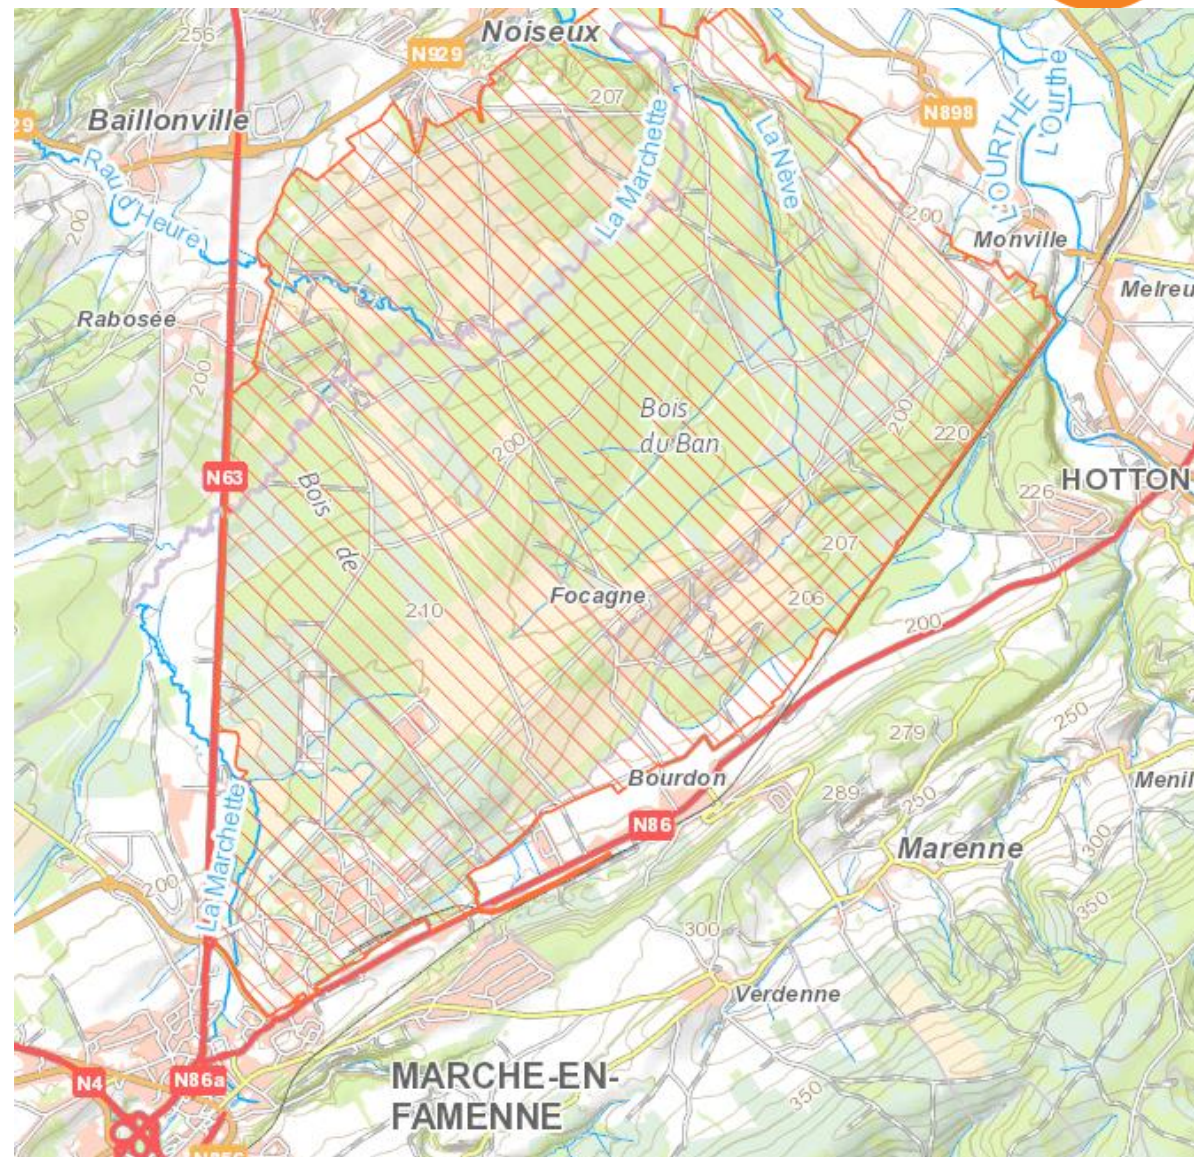 256
Noiseux
N929
207
Baillonville
La Marchette
La Nève
N898
L'OURTHE
L'Ourthe
29
Rau d'Heure
200
200
Monville
Melreu
Rabosée
200
Bois
du Ban
200
200
220
N63
Bois
de
HOTTON
226
207
Focagne
210
206
200
279
250
Bourdon
Menil
289
250
N86
Marenne
300
La Marchette
200
350
300
Verdenne
MARCHE-EN-
FAMENNE
N4
N86a
350